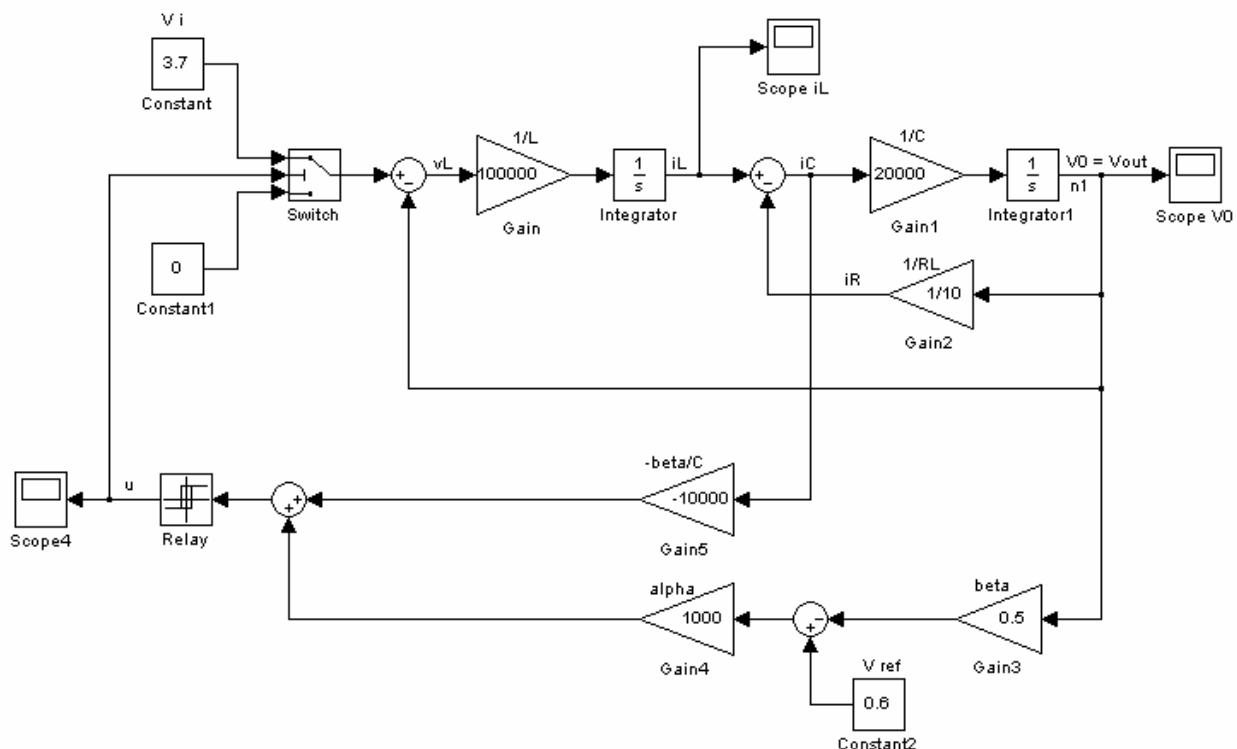 V i
3.7
Constant
Scope iL
1/L
1/C
vL
100000
1
s
iL
+
−
iC
20000
1
s
V0 = Vout
n1
Switch
+
−
Gain
Integrator
Gain1
Integrator1
Scope V0
0
Constant1
1/RL
iR
1/10
Gain2
-beta/C
u
-10000
+
+
Scope4
Relay
Gain5
alpha
beta
1000
−
+
0.5
Gain4
V ref
Gain3
0.6
Constant2